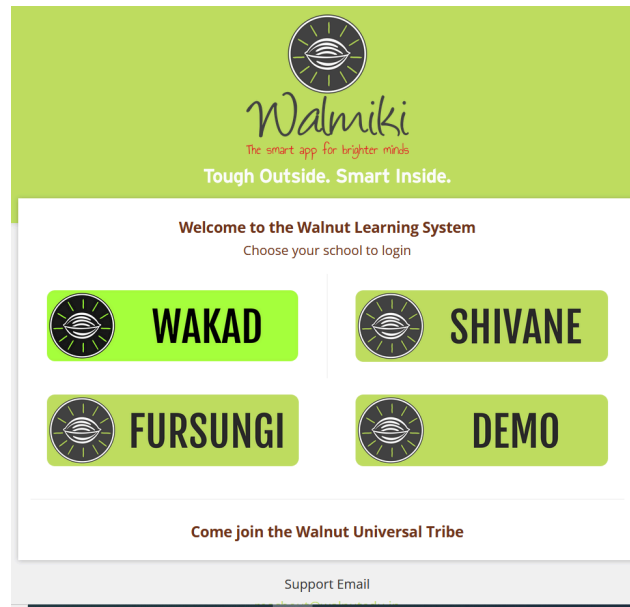 Walmiki
The smart app for brighter minds
Tough Outside. Smart Inside.
Welcome to the Walnut Learning System
Choose your school to login
WAKAD
SHIVANE
FURSUNGI
DEMO
Come join the Walnut Universal Tribe
Support Email